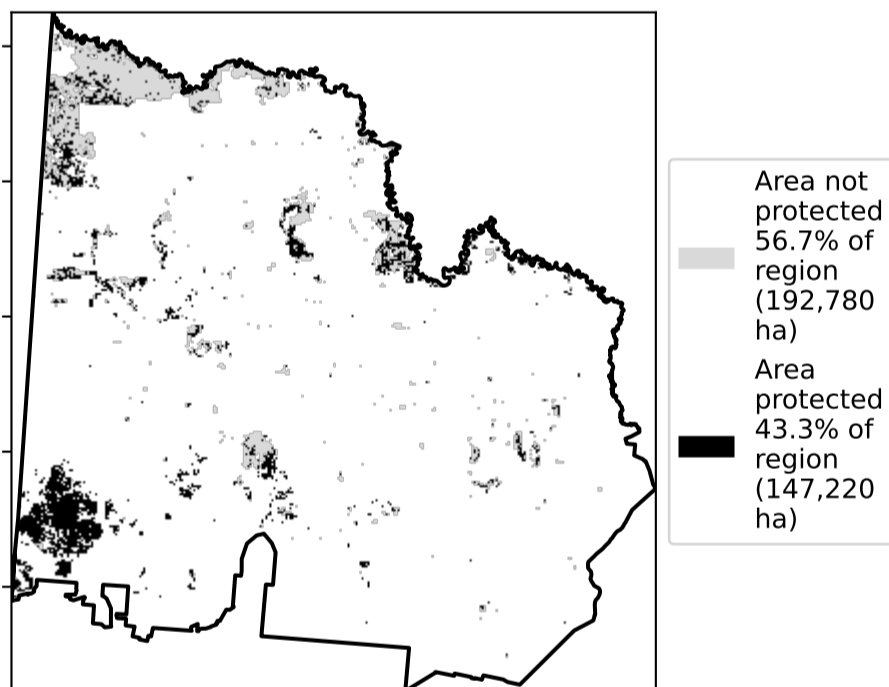 Area not
protected
56.7% of
region
(192,780
ha)
Area
protected
43.3% of
region
(147,220
ha)